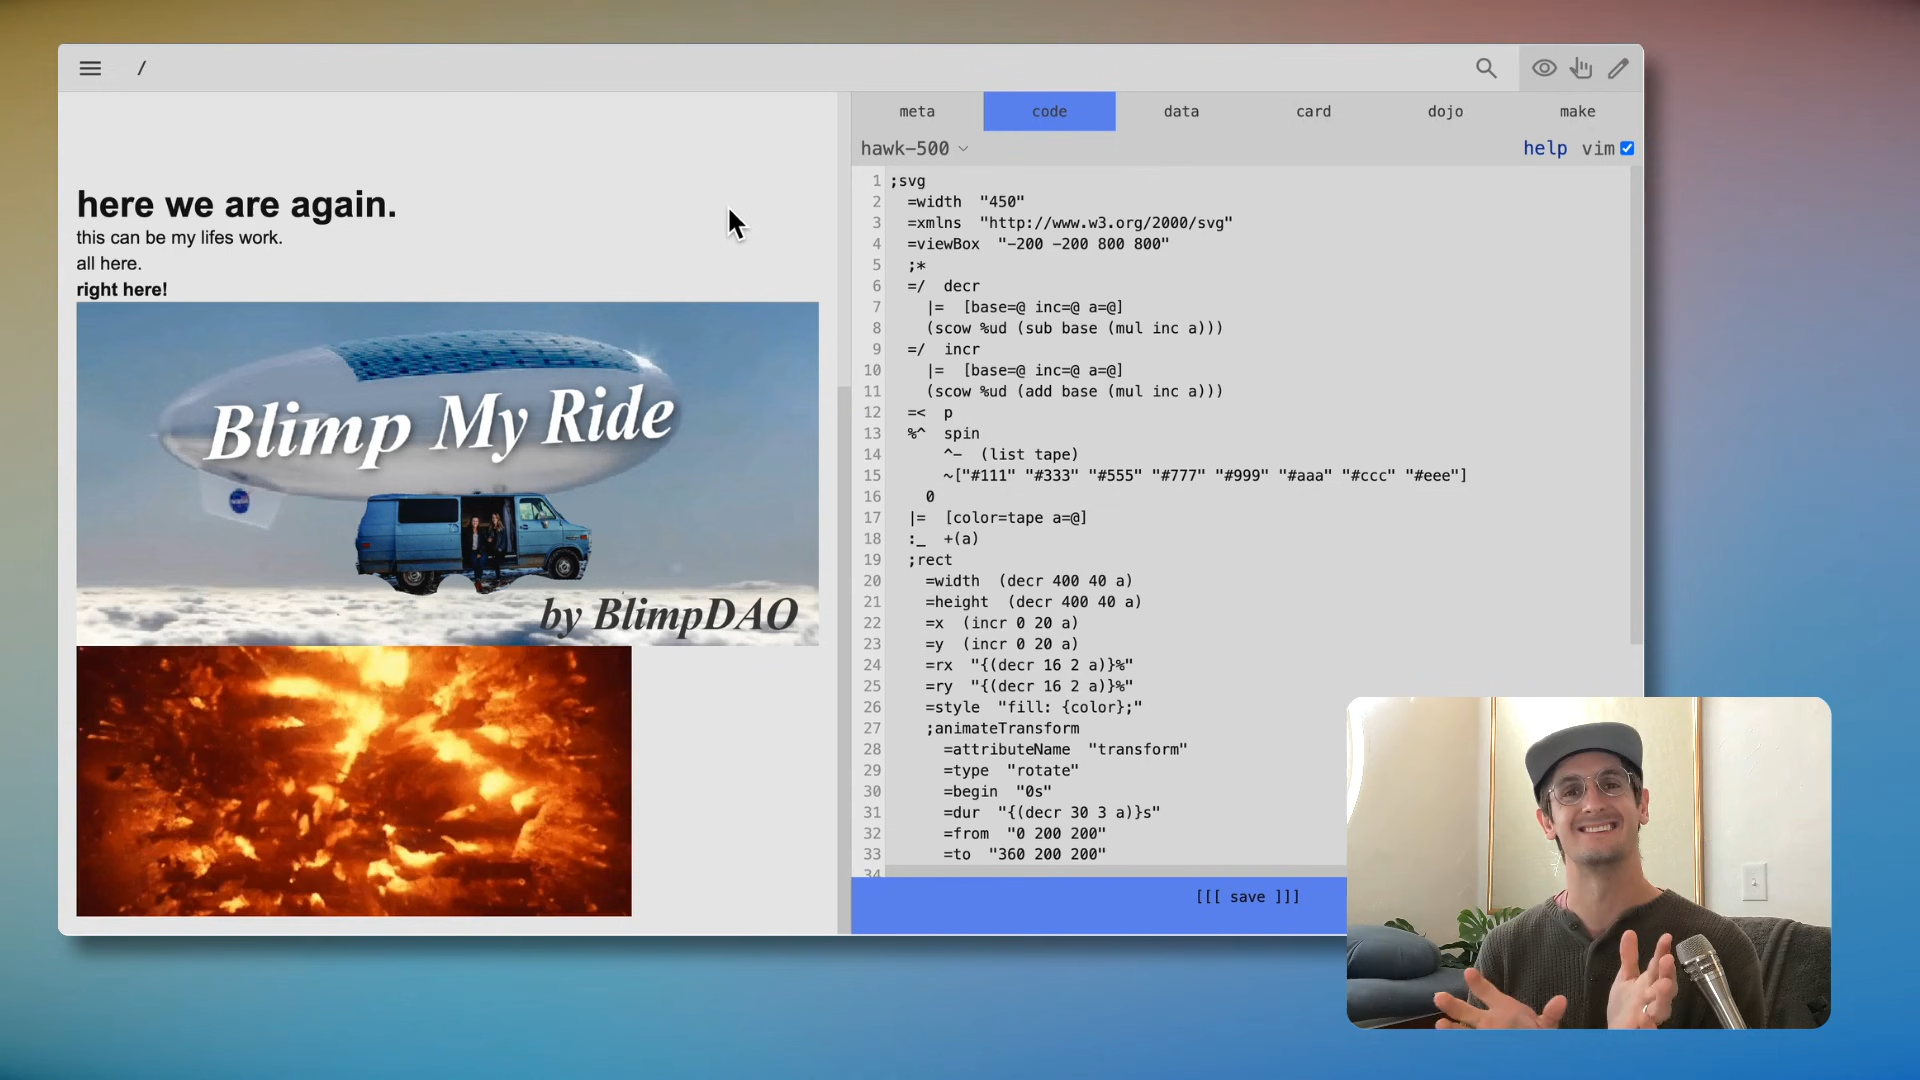 /
here we are again.
this can be my lifes work.
all here.
right here!
Blimp My Ride
by BlimpDAO
meta code data card dojo make
hawk-500
help vim
1 ;svg
2 =width "450"
3 =xmlns "http://www.w3.org/2000/svg"
4 =viewBox "-200 -200 800 800"
5 ;*
6 =/ decr
7 |= [base=@ inc=@ a=@]
8 (scow %ud (sub base (mul inc a)))
9 =/ incr
10 |= [base=@ inc=@ a=@]
11 (scow %ud (add base (mul inc a)))
12 =< p
13 %^ spin
14 ^- (list tape)
15 ~["#111" "#333" "#555" "#777" "#999" "#aaa" "#ccc" "#eee"]
16 0
17 |= [color=tape a=@]
18 :_ +(a)
19 ;rect
20 =width (decr 400 40 a)
21 =height (decr 400 40 a)
22 =x (incr 0 20 a)
23 =y (incr 0 20 a)
24 =rx "{(decr 16 2 a)}%"
25 =ry "{(decr 16 2 a)}%"
26 =style "fill: {color};"
27 ;animateTransform
28 =attributeName "transform"
29 =type "rotate"
30 =begin "0s"
31 =dur "{(decr 30 3 a)}s"
32 =from "0 200 200"
33 =to "360 200 200"
34
[[[ save ]]]